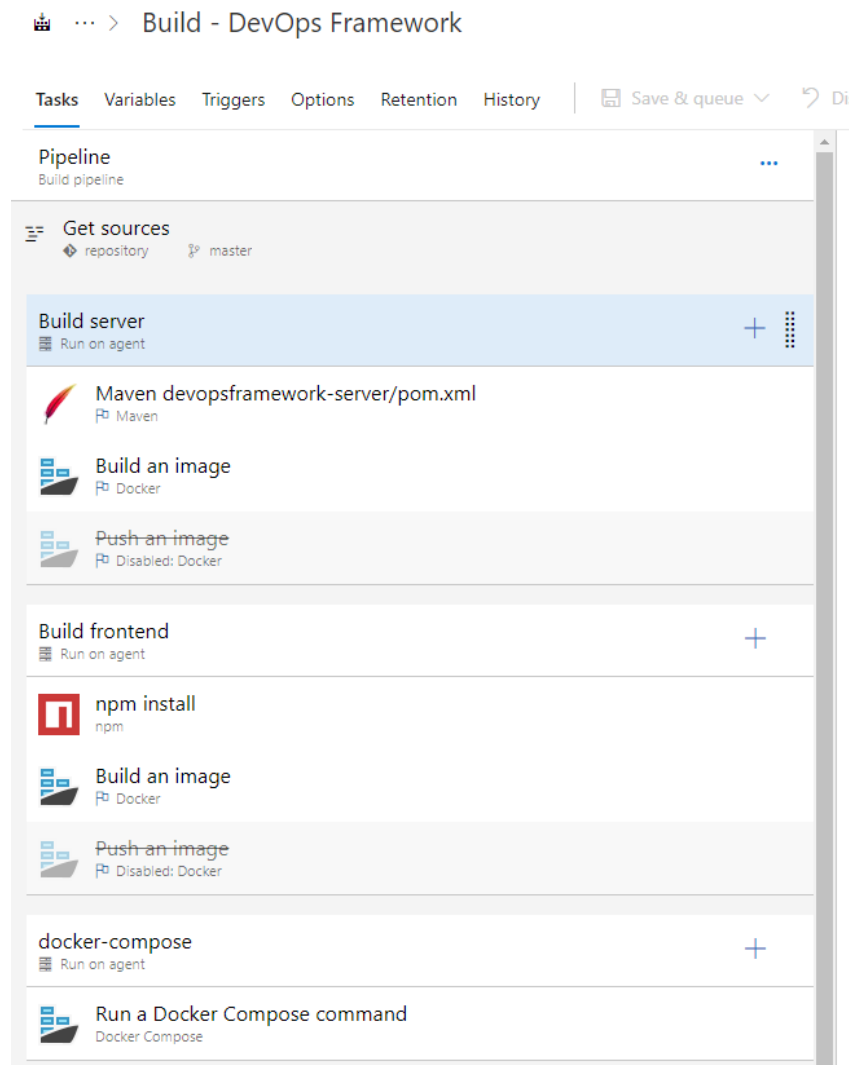 ··· > Build - DevOps Framework
Tasks Variables Triggers Options Retention History Save & queue Di
Pipeline
Build pipeline
Get sources
repository master
Build server
Run on agent
Maven devopsframework-server/pom.xml
Maven
Build an image
Docker
Push an image
Disabled: Docker
Build frontend
Run on agent
npm install
npm
Build an image
Docker
Push an image
Disabled: Docker
docker-compose
Run on agent
Run a Docker Compose command
Docker Compose